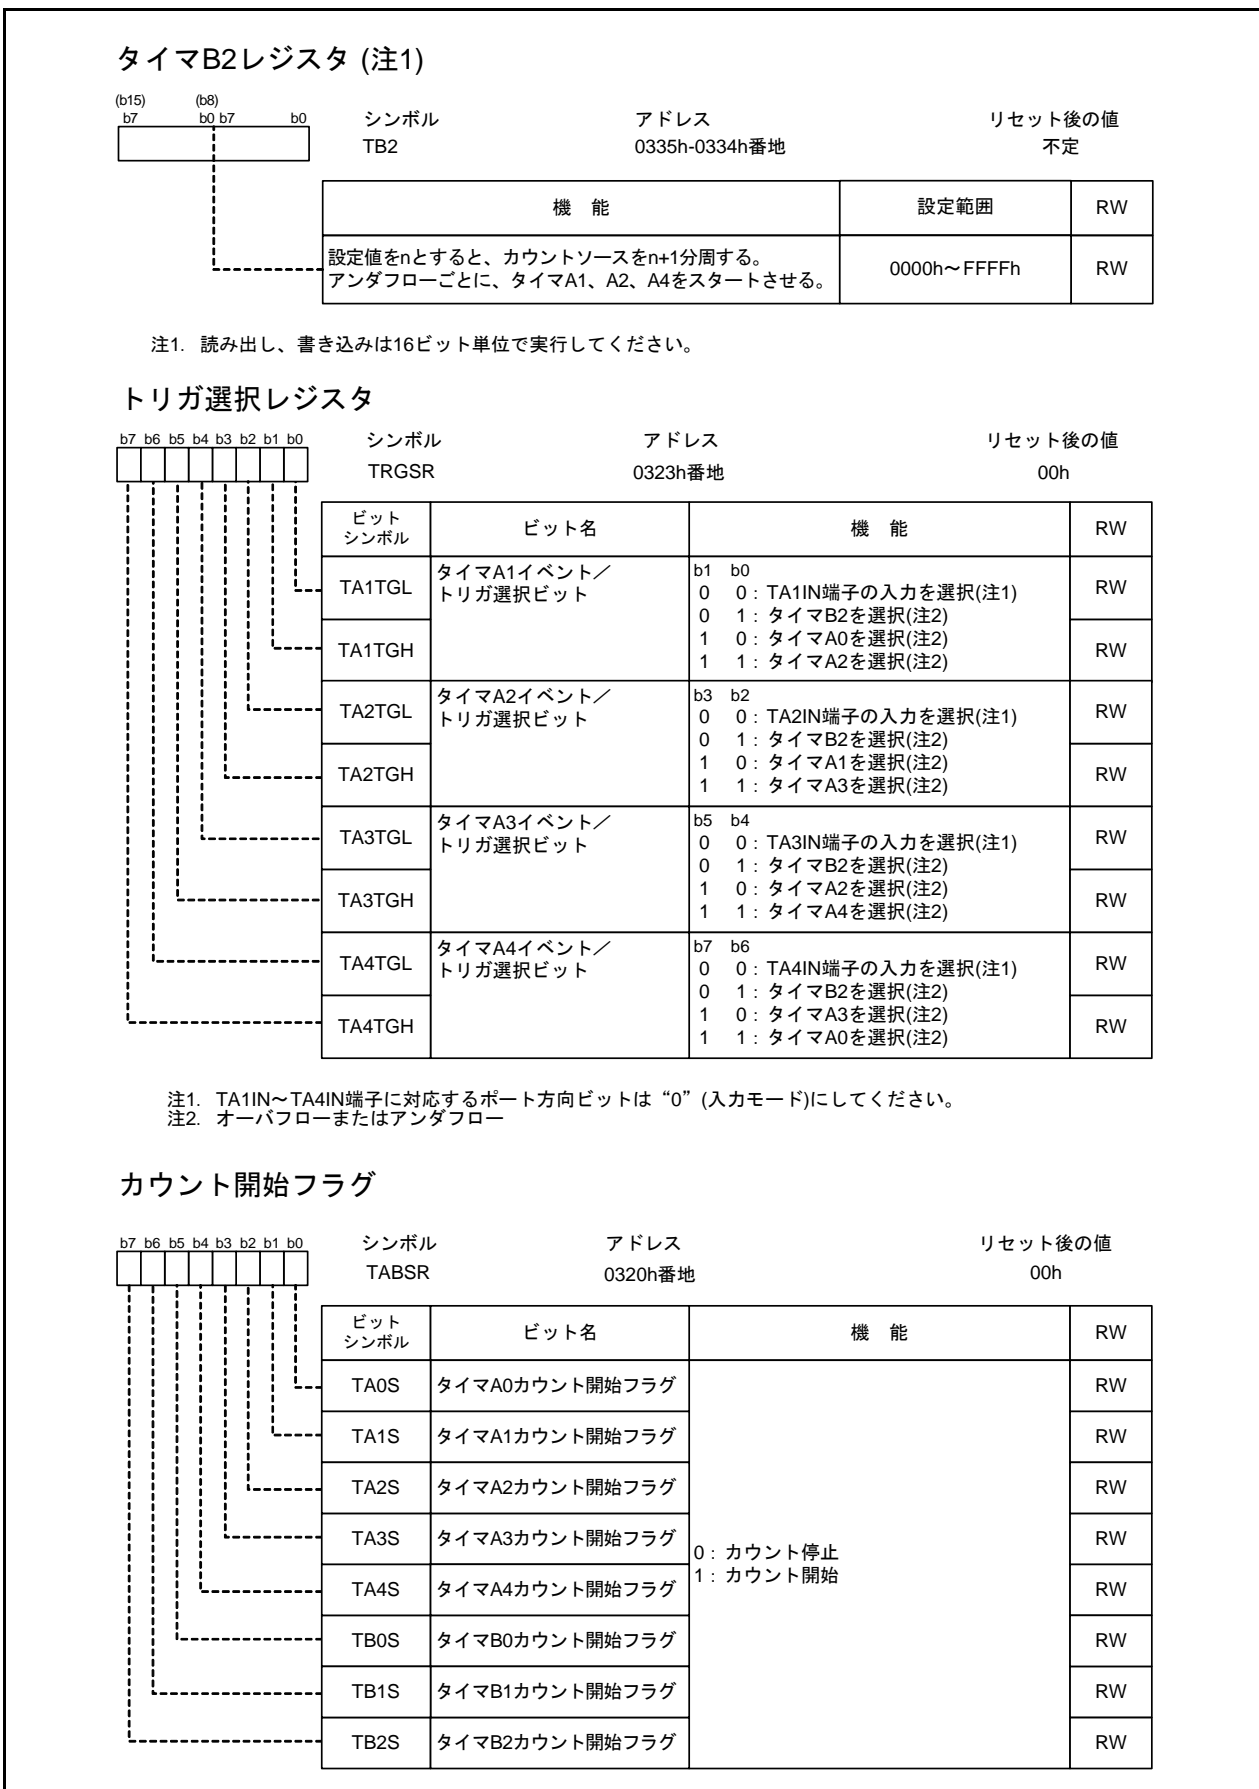 タイマB2レジスタ (注1)
(b15) (b8)
b7 b0 b7 b0
シンボル アドレス リセット後の値
TB2 0335h-0334h番地 不定
機 能 設定範囲 RW
設定値をnとすると、カウントソースをn+1分周する。
アンダフローごとに、タイマA1、A2、A4をスタートさせる。
0000h～FFFFh RW
注1. 読み出し、書き込みは16ビット単位で実行してください。
トリガ選択レジスタ
b7 b6 b5 b4 b3 b2 b1 b0
シンボル アドレス リセット後の値
TRGSR 0323h番地 00h
ビット
シンボル
ビット名 機 能 RW
TA1TGL
タイマA1イベント／
トリガ選択ビット
b1 b0
0 0：TA1IN端子の入力を選択(注1)
0 1：タイマB2を選択(注2)
1 0：タイマA0を選択(注2)
1 1：タイマA2を選択(注2)
RW
TA1TGH RW
TA2TGL
タイマA2イベント／
トリガ選択ビット
b3 b2
0 0：TA2IN端子の入力を選択(注1)
0 1：タイマB2を選択(注2)
1 0：タイマA1を選択(注2)
1 1：タイマA3を選択(注2)
RW
TA2TGH RW
TA3TGL
タイマA3イベント／
トリガ選択ビット
b5 b4
0 0：TA3IN端子の入力を選択(注1)
0 1：タイマB2を選択(注2)
1 0：タイマA2を選択(注2)
1 1：タイマA4を選択(注2)
RW
TA3TGH RW
TA4TGL
タイマA4イベント／
トリガ選択ビット
b7 b6
0 0：TA4IN端子の入力を選択(注1)
0 1：タイマB2を選択(注2)
1 0：タイマA3を選択(注2)
1 1：タイマA0を選択(注2)
RW
TA4TGH RW
注1. TA1IN～TA4IN端子に対応するポート方向ビットは“0”(入力モード)にしてください。
注2. オーバフローまたはアンダフロー
カウント開始フラグ
b7 b6 b5 b4 b3 b2 b1 b0
シンボル アドレス リセット後の値
TABSR 0320h番地 00h
ビット
シンボル
ビット名 機 能 RW
TA0S タイマA0カウント開始フラグ RW
TA1S タイマA1カウント開始フラグ RW
TA2S タイマA2カウント開始フラグ RW
TA3S タイマA3カウント開始フラグ RW
0：カウント停止
1：カウント開始
TA4S タイマA4カウント開始フラグ RW
TB0S タイマB0カウント開始フラグ RW
TB1S タイマB1カウント開始フラグ RW
TB2S タイマB2カウント開始フラグ RW